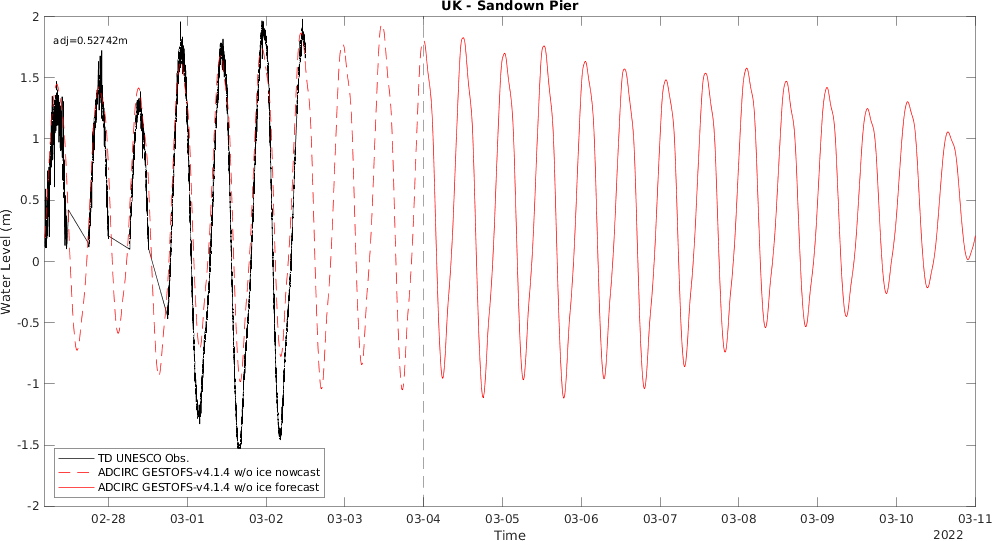 UK - Sandown Pier
adj=0.52742m
2
1.5
1
0.5
0
-0.5
-1
-1.5
-2
Water Level (m)
TD UNESCO Obs.
ADCIRC GESTOFS-v4.1.4 w/o ice nowcast
ADCIRC GESTOFS-v4.1.4 w/o ice forecast
02-28 03-01 03-02 03-03 03-04 03-05 03-06 03-07 03-08 03-09 03-10 03-11
Time
2022